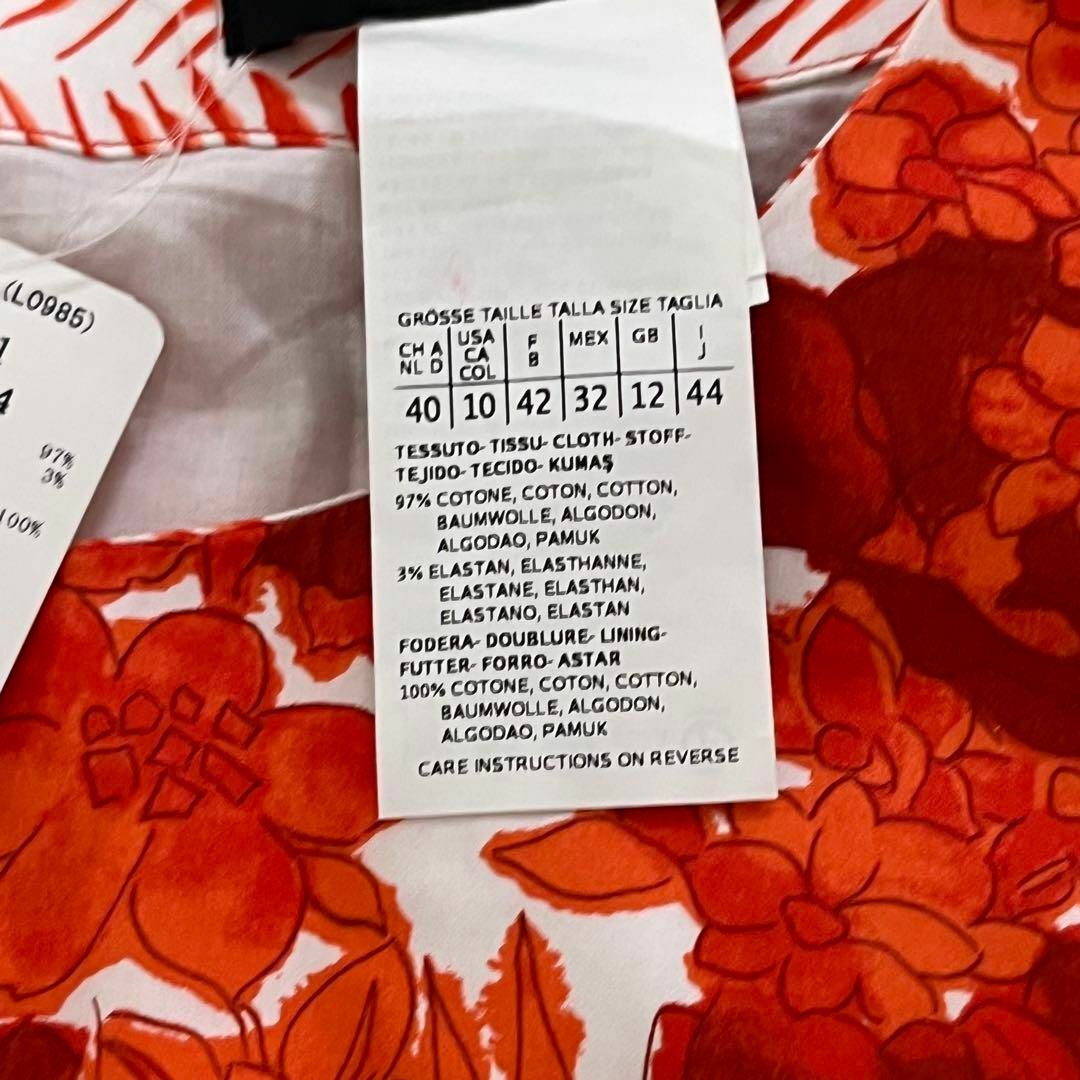 (L0985)
97%
3%
100%
GRÖSSE TAILLE TALLA SIZE TAGLIA
CH A NL D USA CA COL F B MEX GB I J
40 10 42 32 12 44
TESSUTO- TISSU- CLOTH- STOFF-
TEJIDO- TECIDO- KUMAŞ
97% COTONE, COTON, COTTON,
BAUMWOLLE, ALGODON,
ALGODAO, PAMUK
3% ELASTAN, ELASTHANNE,
ELASTANE, ELASTHAN,
ELASTANO, ELASTAN
FODERA- DOUBLURE- LINING-
FUTTER- FORRO- ASTAR
100% COTONE, COTON, COTTON,
BAUMWOLLE, ALGODON,
ALGODAO, PAMUK
CARE INSTRUCTIONS ON REVERSE